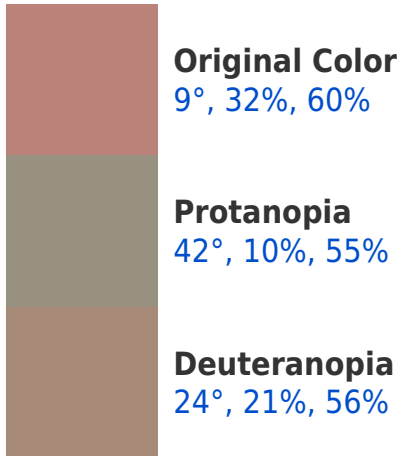 Original Color
9°, 32%, 60%
Protanopia
42°, 10%, 55%
Deuteranopia
24°, 21%, 56%